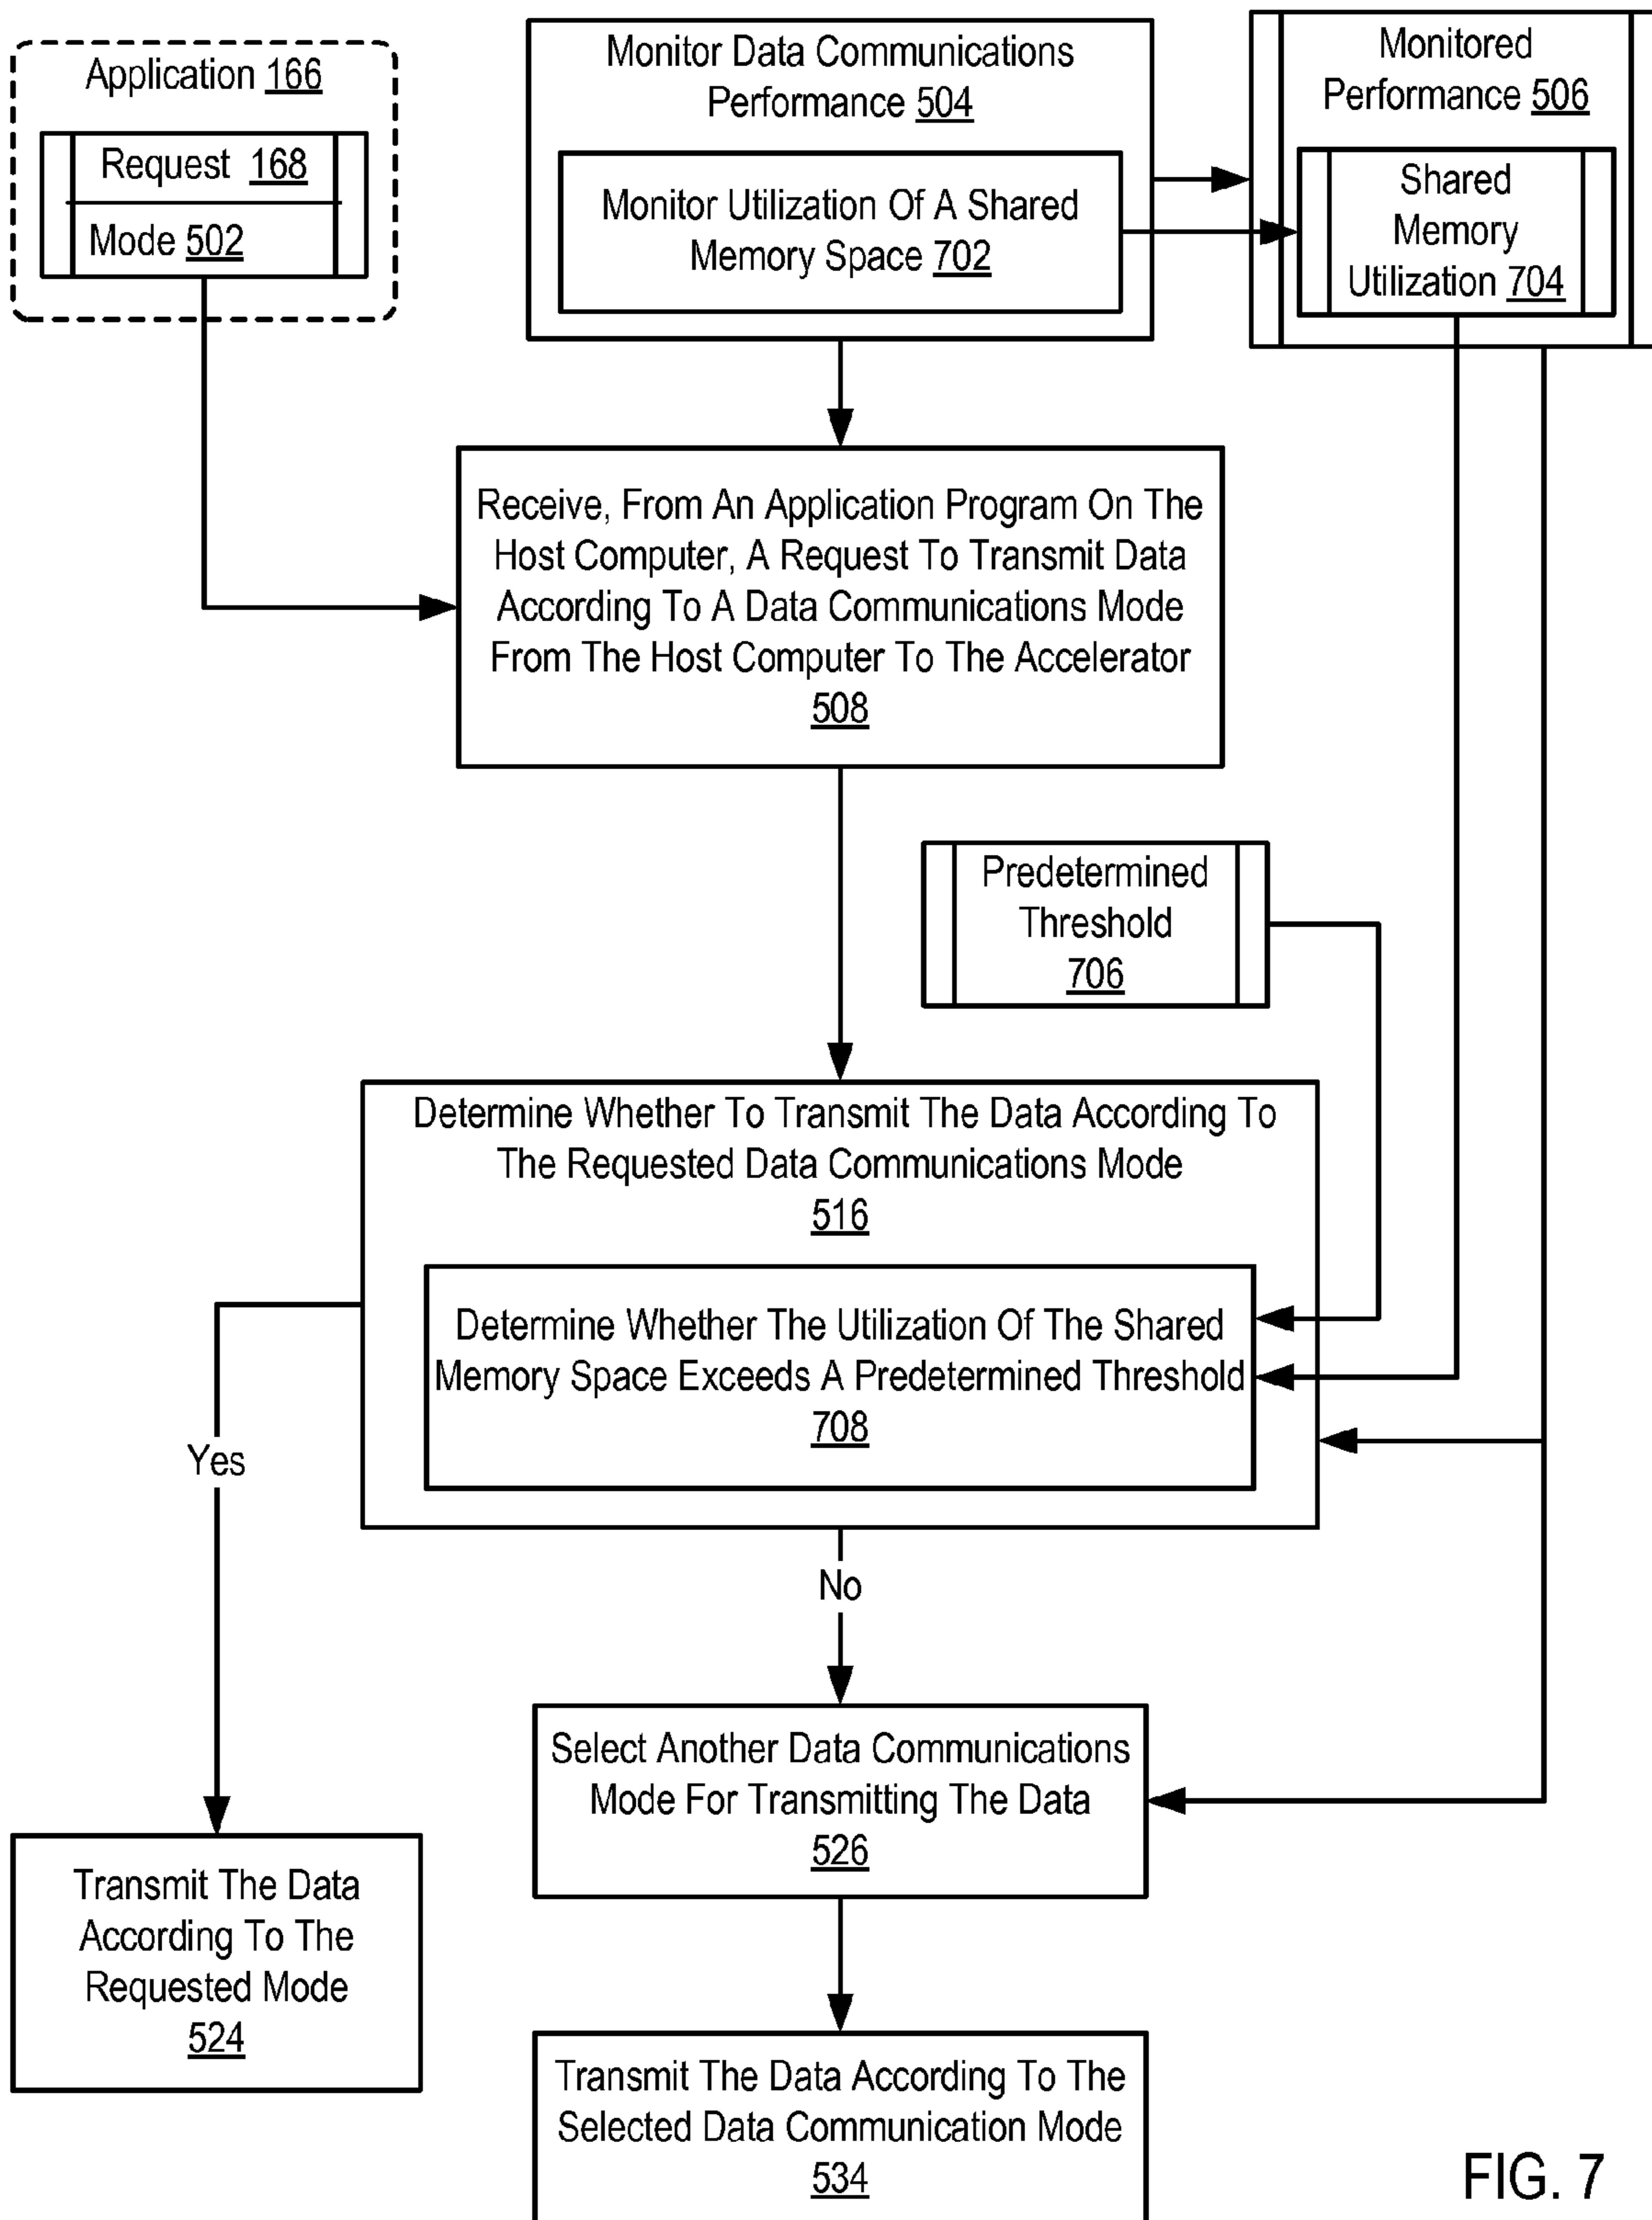 Application 166
Request 168
Mode 502
Monitor Data Communications
Performance 504
Monitor Utilization Of A Shared
Memory Space 702
Monitored
Performance 506
Shared
Memory
Utilization 704
Receive, From An Application Program On The
Host Computer, A Request To Transmit Data
According To A Data Communications Mode
From The Host Computer To The Accelerator
508
Predetermined
Threshold
706
Determine Whether To Transmit The Data According To
The Requested Data Communications Mode
516
Determine Whether The Utilization Of The Shared
Memory Space Exceeds A Predetermined Threshold
708
Yes
No
Select Another Data Communications
Mode For Transmitting The Data
526
Transmit The Data
According To The
Requested Mode
524
Transmit The Data According To The
Selected Data Communication Mode
534
FIG. 7